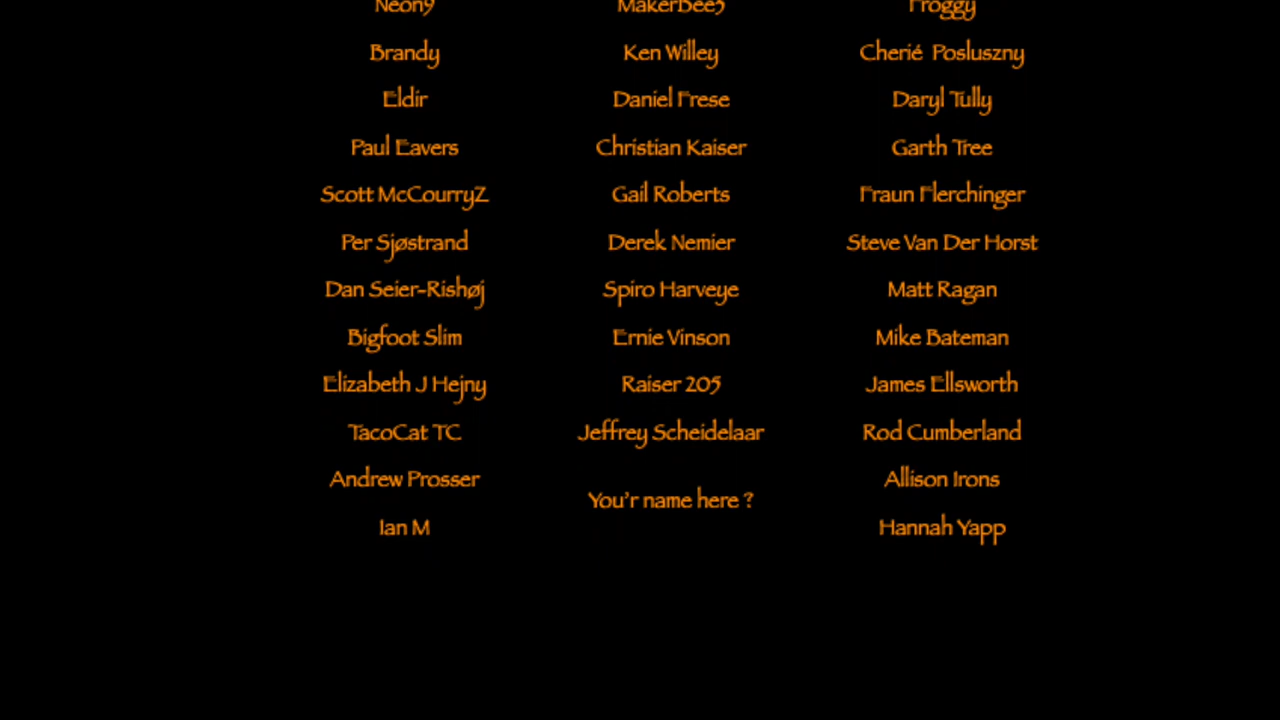 Neon9
MakerBee3
Froggy
Brandy
Ken Willey
Cherié Posluszny
Eldir
Daniel Frese
Daryl Tully
Paul Eavers
Christian Kaiser
Garth Tree
Scott McCourryZ
Gail Roberts
Fraun Flerchinger
Per Sjøstrand
Derek Nemier
Steve Van Der Horst
Dan Seier-Rishøj
Spiro Harveye
Matt Ragan
Bigfoot Slim
Ernie Vinson
Mike Bateman
Elizabeth J Hejny
Raiser 205
James Ellsworth
TacoCat TC
Jeffrey Scheidelaar
Rod Cumberland
Andrew Prosser
Allison Irons
You'r name here ?
Ian M
Hannah Yapp